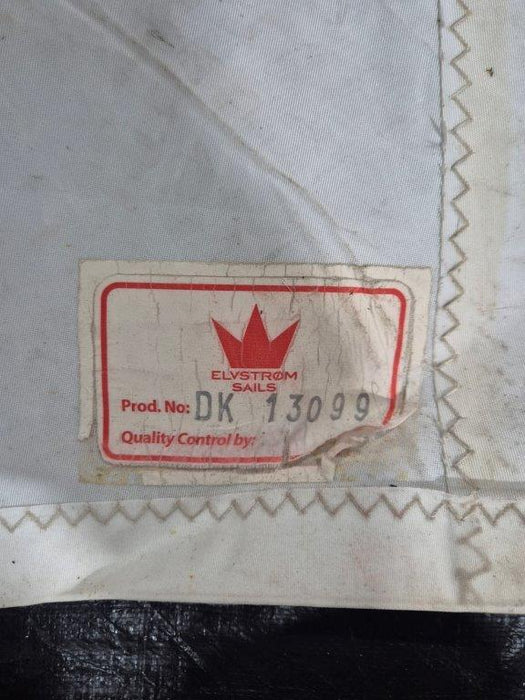 ELVSTRØM
SAILS
Prod. No: DK 13099
Quality Control by: